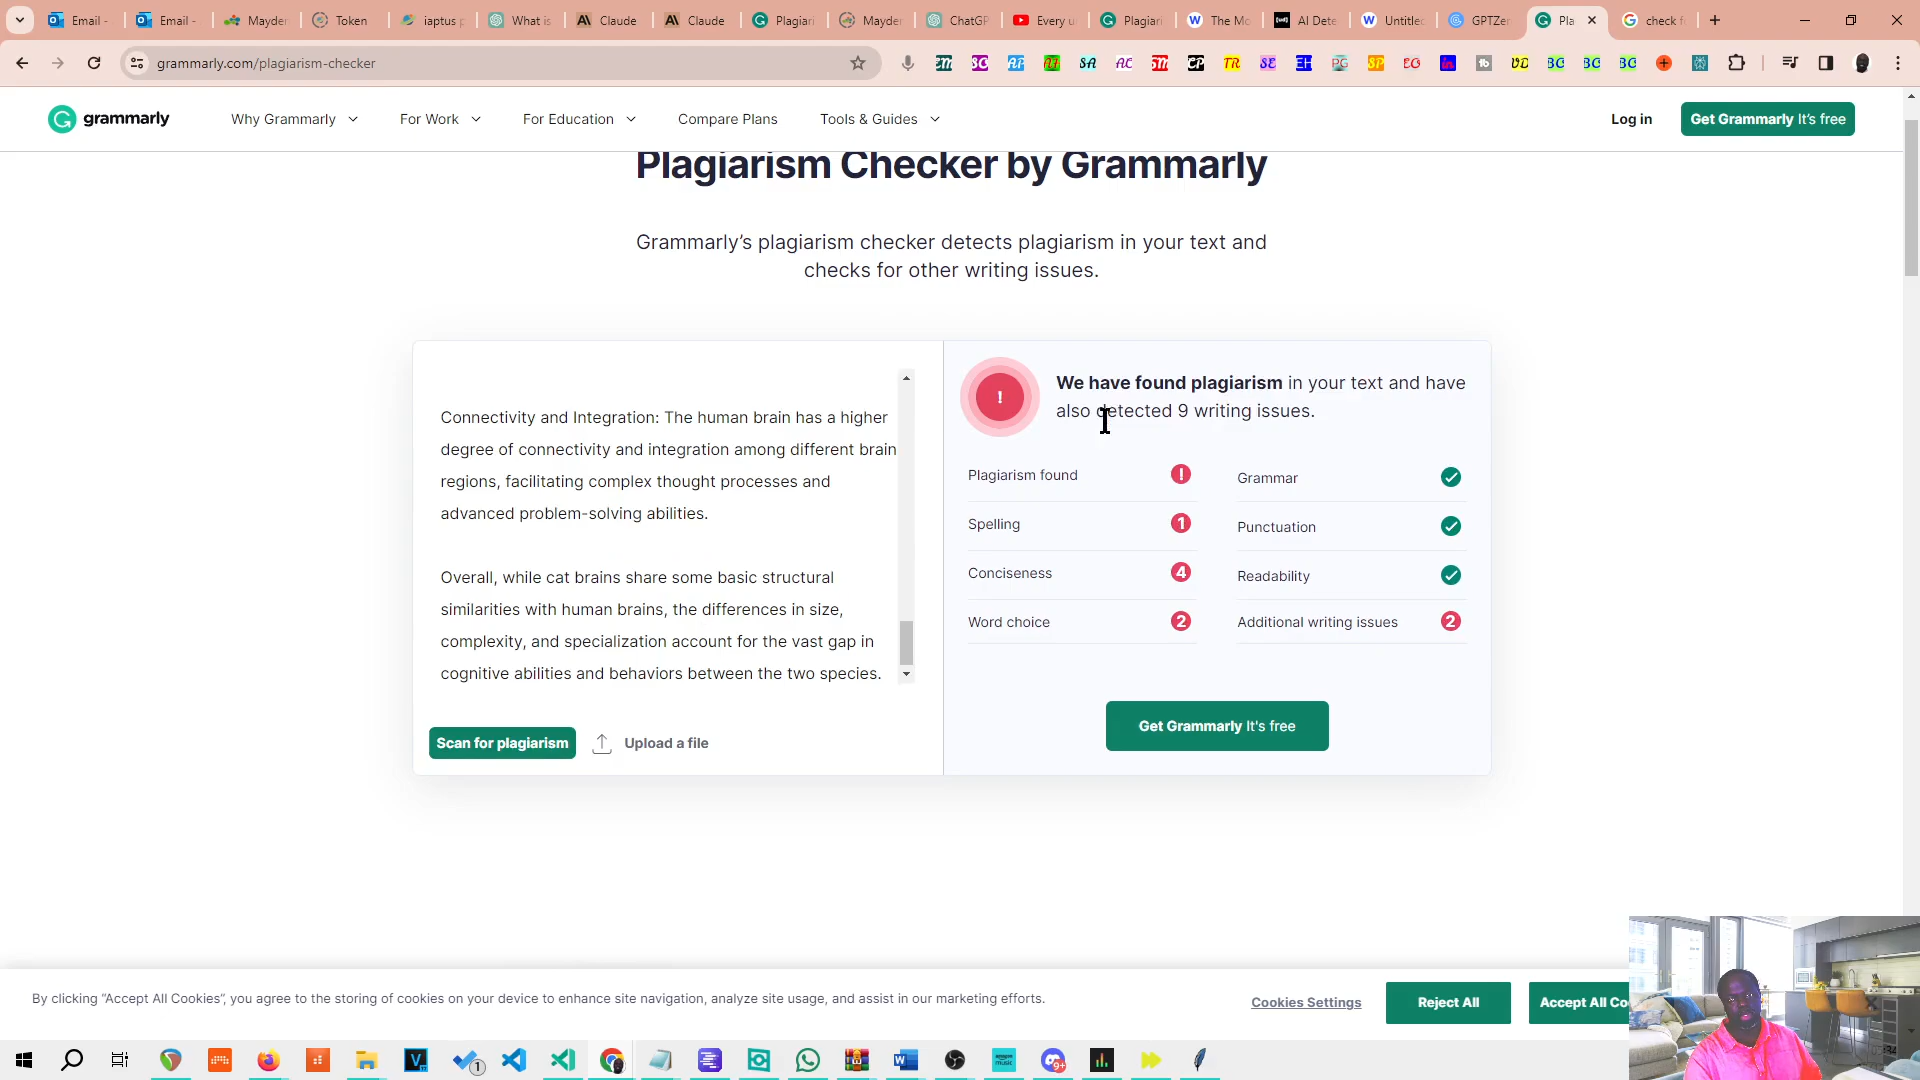 Email -
Email -
Mayden
Token
iaptus p
What is
Claude
Claude
Plagiari
Mayden
ChatGP
Every u
Plagiari
The Mo
AI Dete
Untitled
GPTZer
Pla
check f
grammarly.com/plagiarism-checker
grammarly
Why Grammarly
For Work
For Education
Compare Plans
Tools & Guides
Log in
Get Grammarly It's free
Plagiarism Checker by Grammarly
Grammarly's plagiarism checker detects plagiarism in your text and
checks for other writing issues.
Connectivity and Integration: The human brain has a higher
degree of connectivity and integration among different brain
regions, facilitating complex thought processes and
advanced problem-solving abilities.
Overall, while cat brains share some basic structural
similarities with human brains, the differences in size,
complexity, and specialization account for the vast gap in
cognitive abilities and behaviors between the two species.
Scan for plagiarism
Upload a file
We have found plagiarism in your text and have
also detected 9 writing issues.
Plagiarism found !
Grammar
Spelling 1
Punctuation
Conciseness 4
Readability
Word choice 2
Additional writing issues 2
Get Grammarly It's free
By clicking “Accept All Cookies”, you agree to the storing of cookies on your device to enhance site navigation, analyze site usage, and assist in our marketing efforts.
Cookies Settings
Reject All
Accept All Co